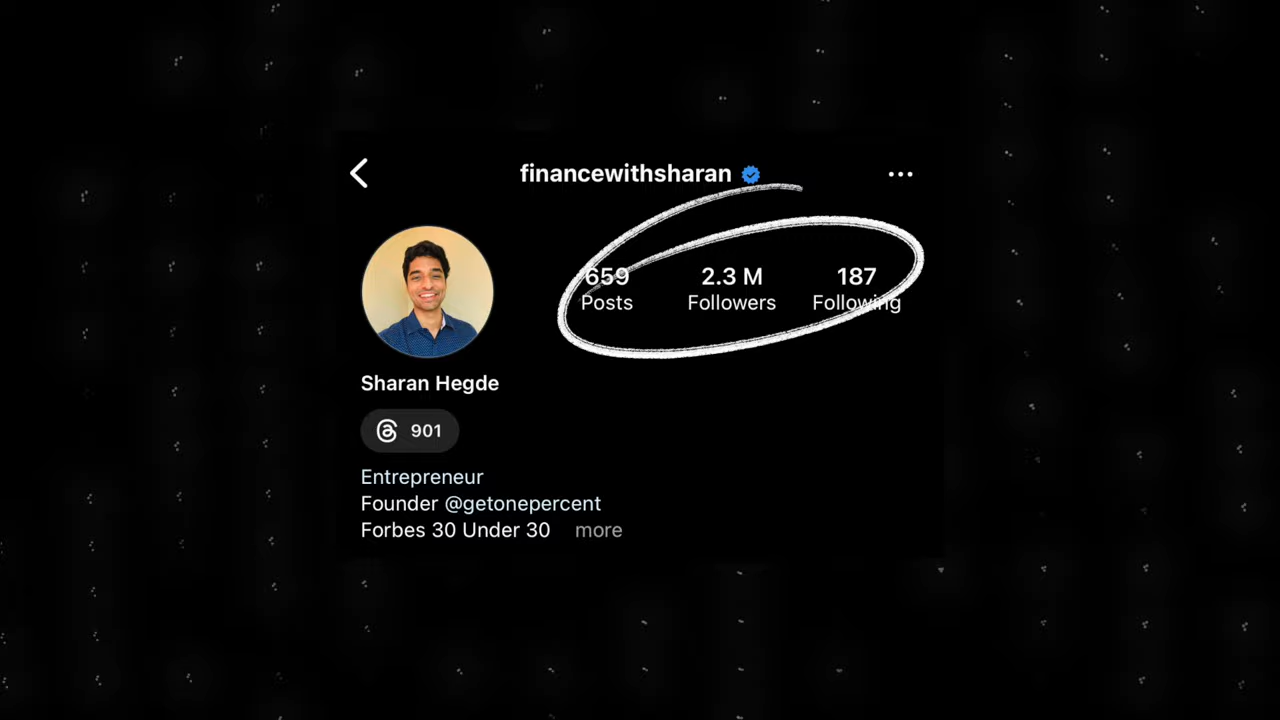 financewithsharan
659 2.3 M 187
Posts Followers Following
Sharan Hegde
901
Entrepreneur
Founder @getonepercent
Forbes 30 Under 30 more